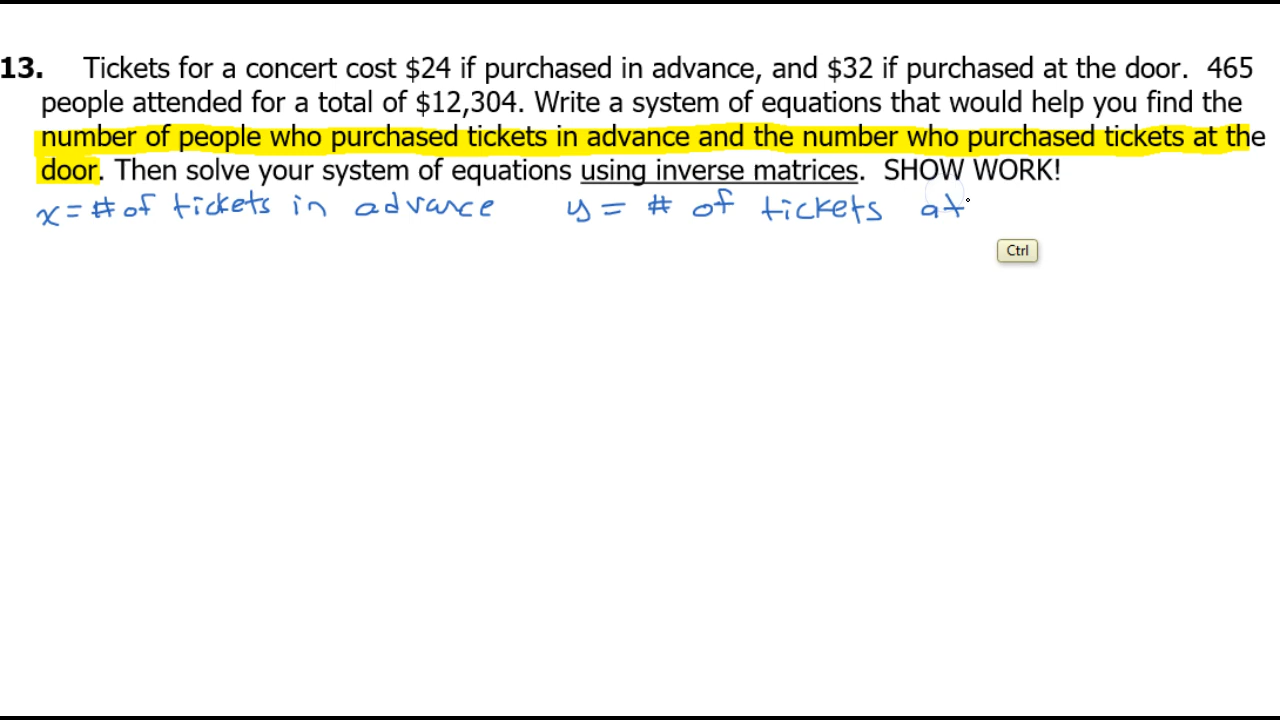 13. Tickets for a concert cost $24 if purchased in advance, and $32 if purchased at the door. 465
people attended for a total of $12,304. Write a system of equations that would help you find the
number of people who purchased tickets in advance and the number who purchased tickets at the
door. Then solve your system of equations using inverse matrices. SHOW WORK!
x = # of tickets in advance y = # of tickets at
Ctrl